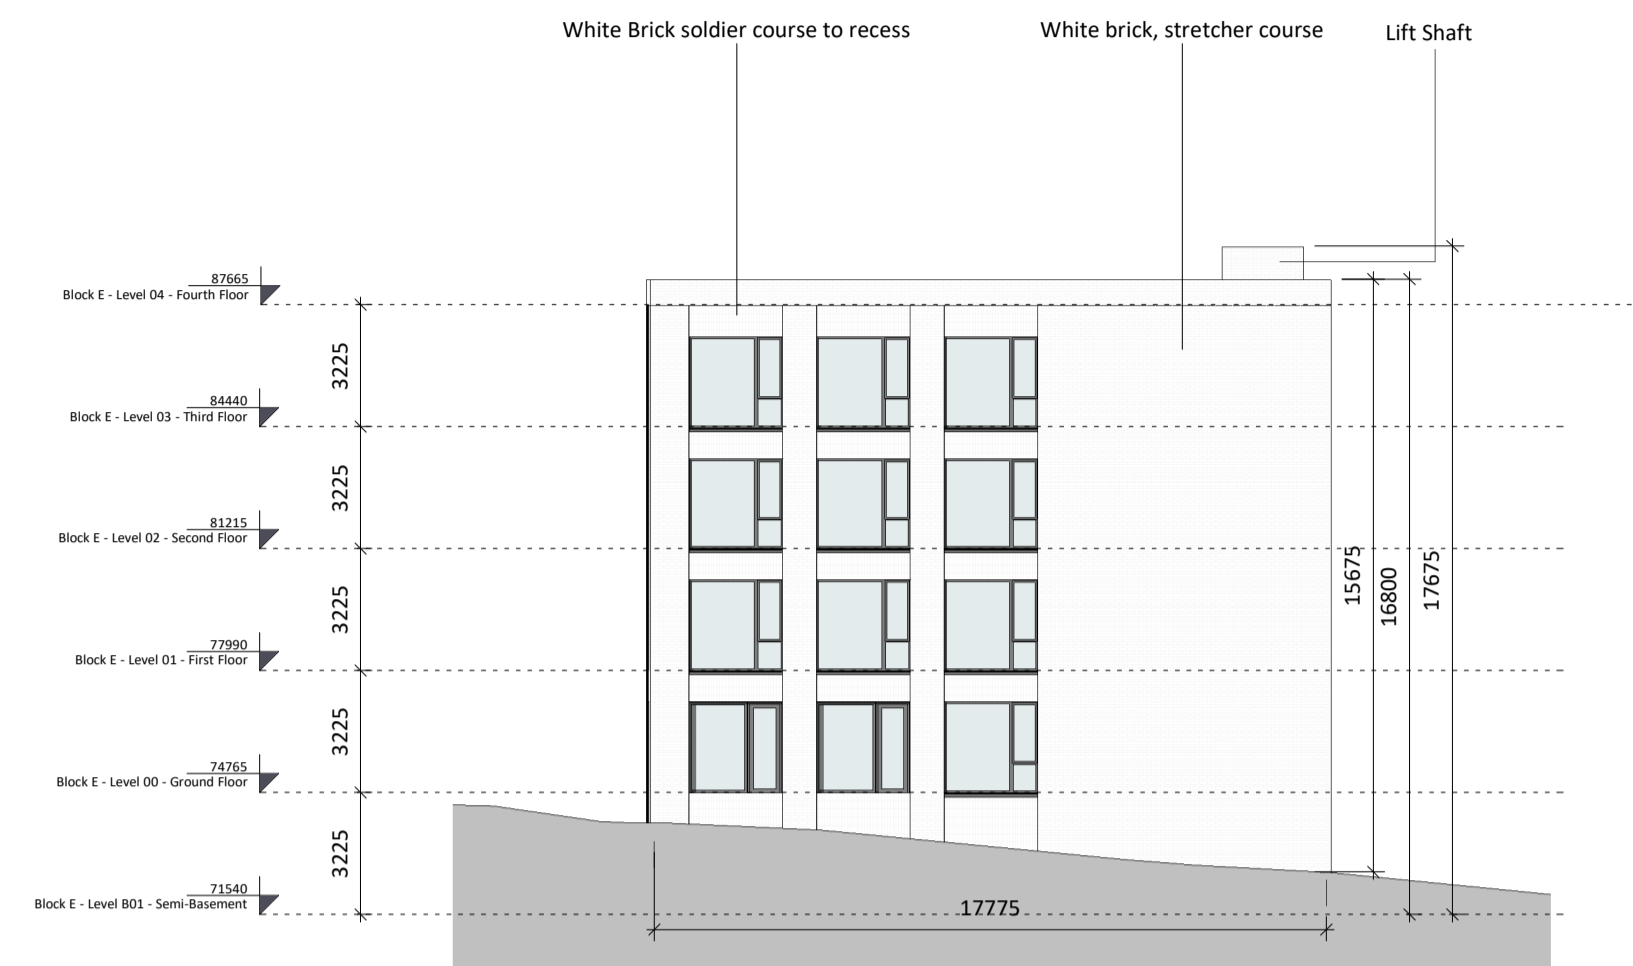 White Brick soldier course to recess
White brick, stretcher course
Lift Shaft
87665
Block E - Level 04 - Fourth Floor
3225
84440
Block E - Level 03 - Third Floor
3225
81215
Block E - Level 02 - Second Floor
15675
16800
17675
3225
77990
Block E - Level 01 - First Floor
3225
74765
Block E - Level 00 - Ground Floor
3225
71540
Block E - Level B01 - Semi-Basement
17775